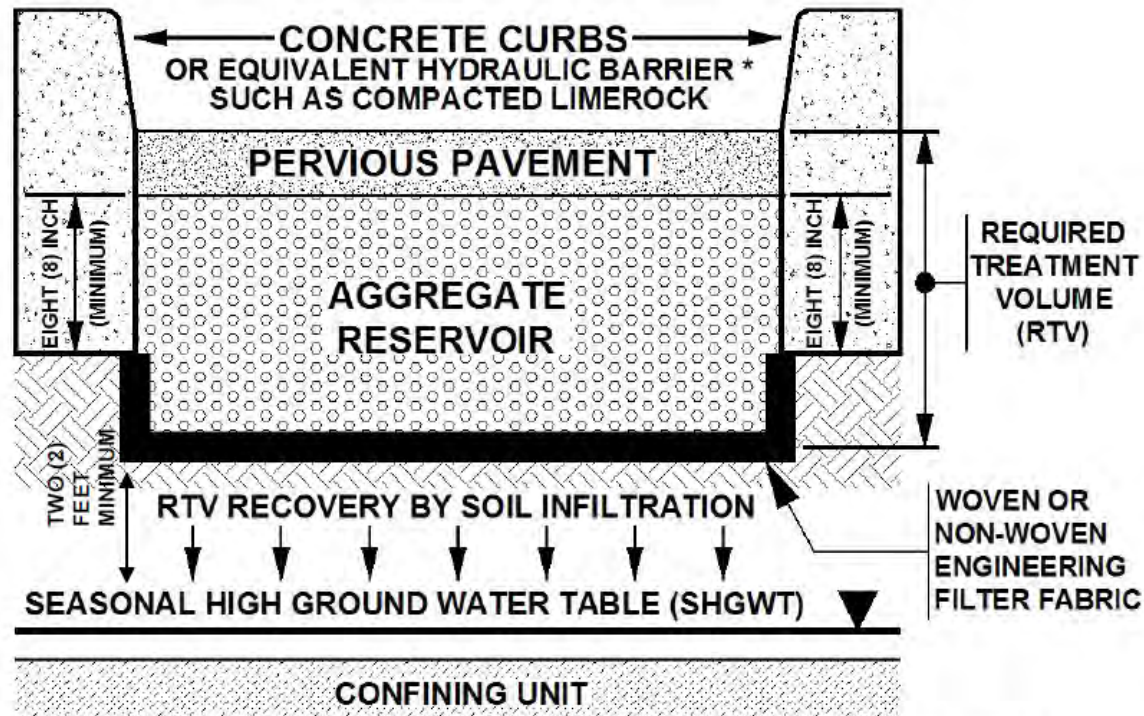 CONCRETE CURBS
OR EQUIVALENT HYDRAULIC BARRIER *
SUCH AS COMPACTED LIMEROCK
PERVIOUS PAVEMENT
EIGHT (8) INCH
(MINIMUM)
AGGREGATE
RESERVOIR
EIGHT (8) INCH
(MINIMUM)
REQUIRED
TREATMENT
VOLUME
(RTV)
TWO (2)
FEET
MINIMUM
RTV RECOVERY BY SOIL INFILTRATION
WOVEN OR
NON-WOVEN
ENGINEERING
FILTER FABRIC
SEASONAL HIGH GROUND WATER TABLE (SHGWT)
CONFINING UNIT